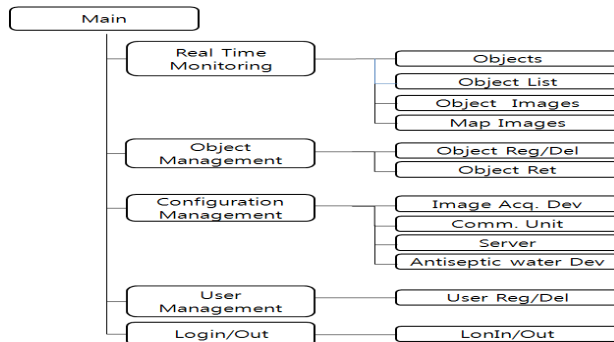 Main
Real Time
Monitoring
Objects
Object List
Object Images
Map Images
Object
Management
Object Reg/Del
Object Ret
Configuration
Management
Image Acq. Dev
Comm. Unit
Server
Antiseptic water Dev
User
Management
User Reg/Del
Login/Out
LonIn/Out